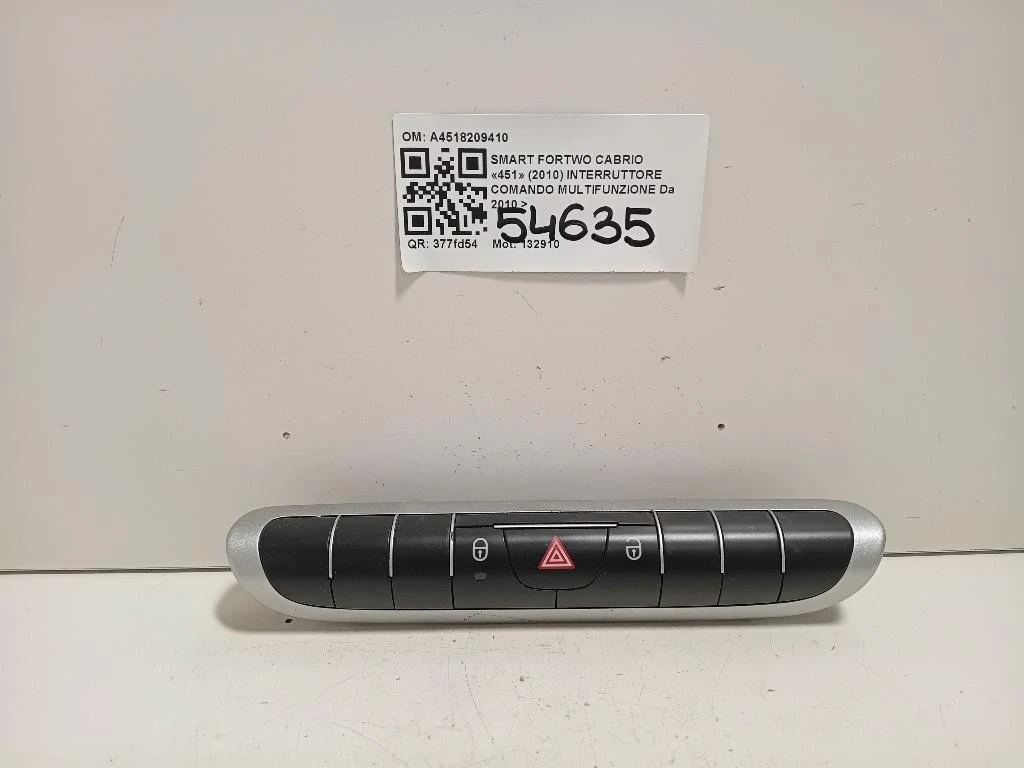 OM: A4518209410
SMART FORTWO CABRIO
«451» (2010) INTERRUTTORE
COMANDO MULTIFUNZIONE Da
2010 >
54635
QR: 377fd54 Mot: 132910